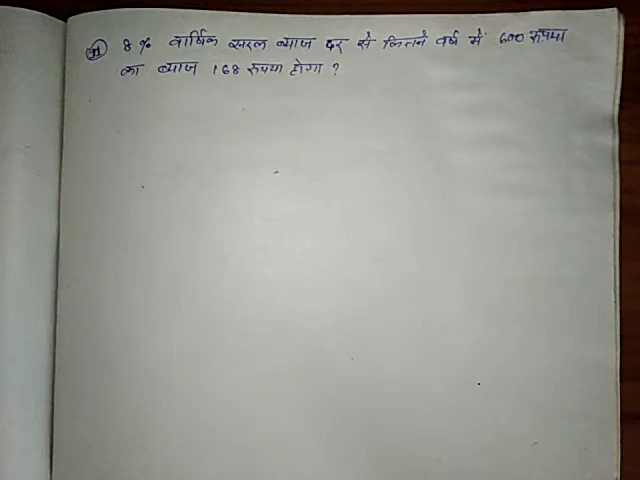 8 % वार्षिक सरल ब्याज दर से कितने वर्ष में 600 रुपया
का ब्याज 168 रुपया होगा ?